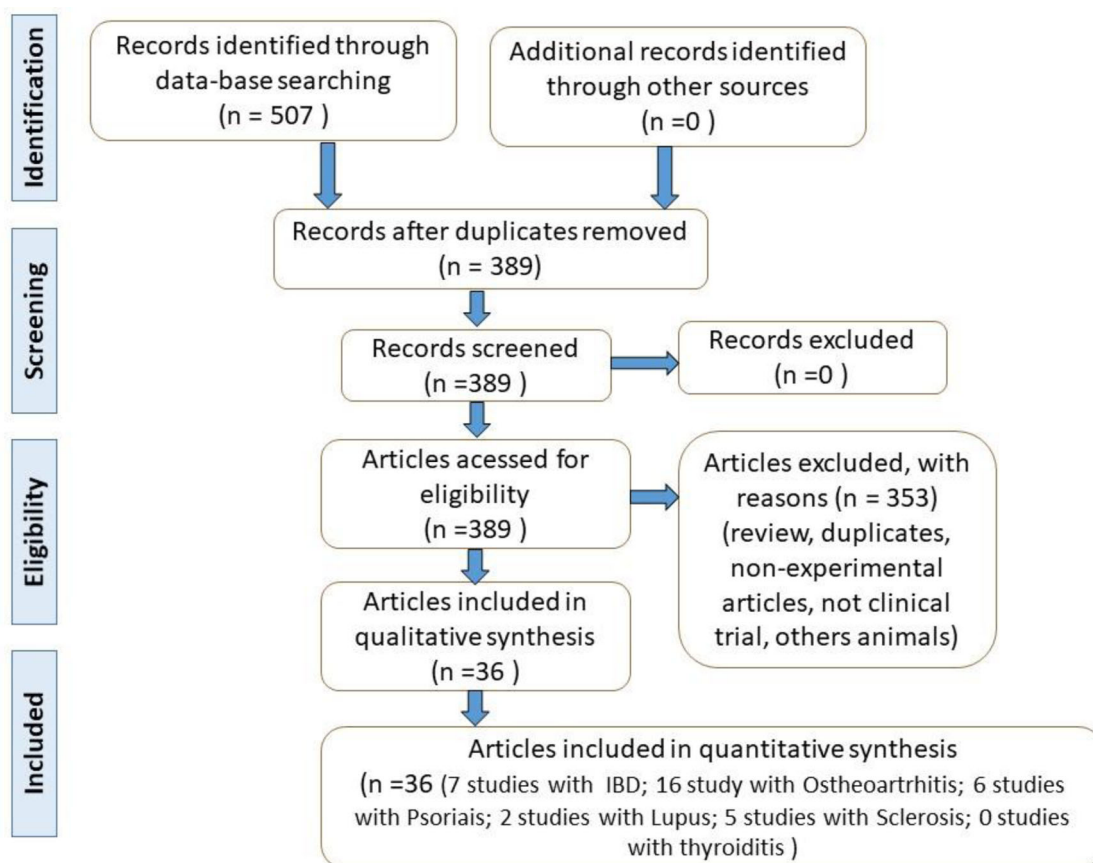 Identification
Records identified through
data-base searching
(n = 507 )
Additional records identified
through other sources
(n =0 )
Records after duplicates removed
(n = 389)
Screening
Records screened
(n =389 )
Records excluded
(n =0 )
Eligibility
Articles acessed for
eligibility
(n =389 )
Articles excluded, with
reasons (n = 353)
(review, duplicates,
non-experimental
articles, not clinical
trial, others animals)
Articles included in
qualitative synthesis
(n =36 )
Included
Articles included in quantitative synthesis
(n =36 (7 studies with IBD; 16 study with Ostheoartrhitis; 6 studies
with Psoriais; 2 studies with Lupus; 5 studies with Sclerosis; 0 studies
with thyroiditis )